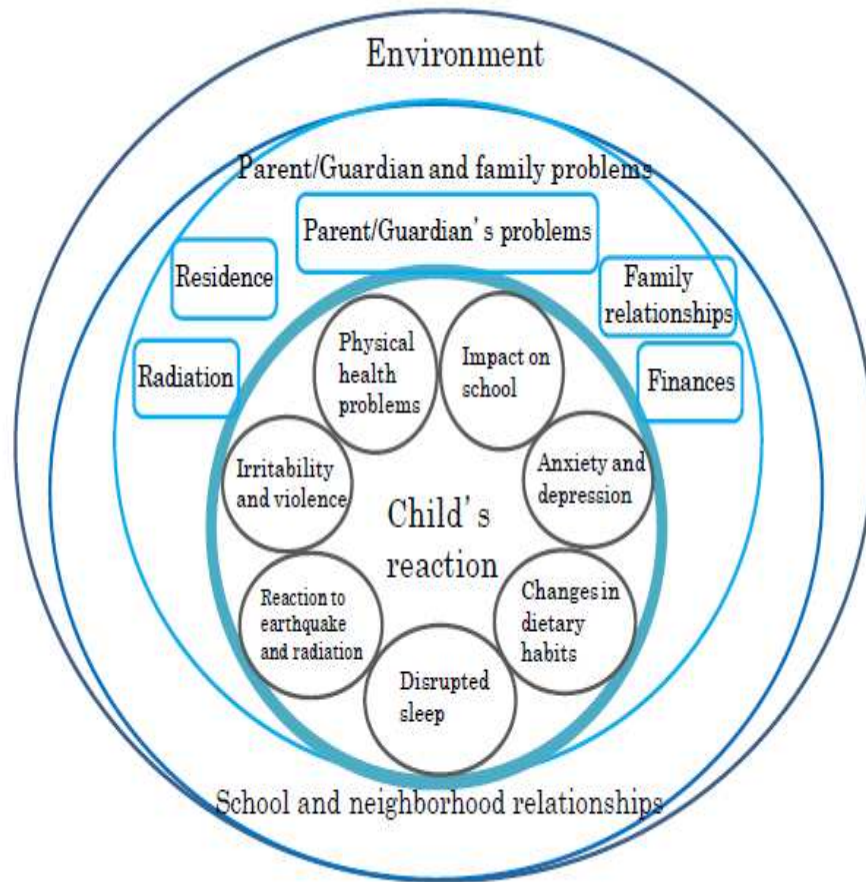 Environment
Parent/Guardian and family problems
Parent/Guardian's problems
Residence
Family
relationships
Radiation
Finances
Physical
health
problems
Impact on
school
Irritability
and violence
Anxiety and
depression
Child's
reaction
Reaction to
earthquake
and radiation
Changes in
dietary
habits
Disrupted
sleep
School and neighborhood relationships